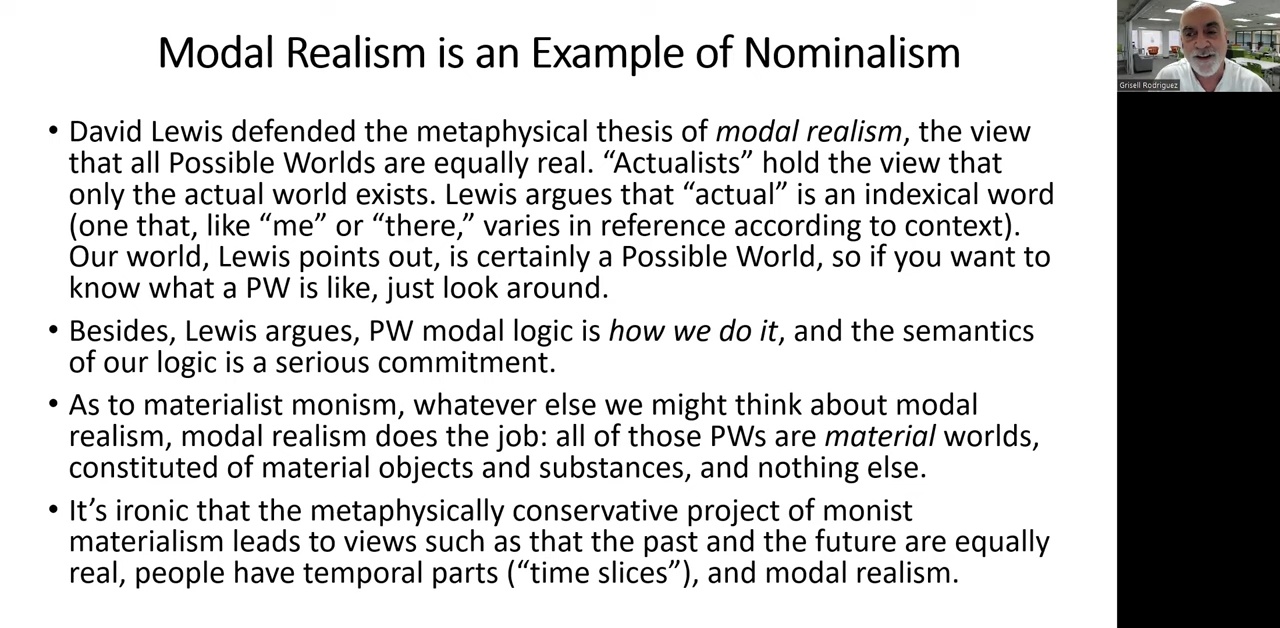 Modal Realism is an Example of Nominalism
• David Lewis defended the metaphysical thesis of modal realism, the view
that all Possible Worlds are equally real. “Actualists” hold the view that
only the actual world exists. Lewis argues that “actual” is an indexical word
(one that, like “me” or “there,” varies in reference according to context).
Our world, Lewis points out, is certainly a Possible World, so if you want to
know what a PW is like, just look around.
• Besides, Lewis argues, PW modal logic is how we do it, and the semantics
of our logic is a serious commitment.
• As to materialist monism, whatever else we might think about modal
realism, modal realism does the job: all of those PWs are material worlds,
constituted of material objects and substances, and nothing else.
• It’s ironic that the metaphysically conservative project of monist
materialism leads to views such as that the past and the future are equally
real, people have temporal parts (“time slices”), and modal realism.
Grisell Rodriguez